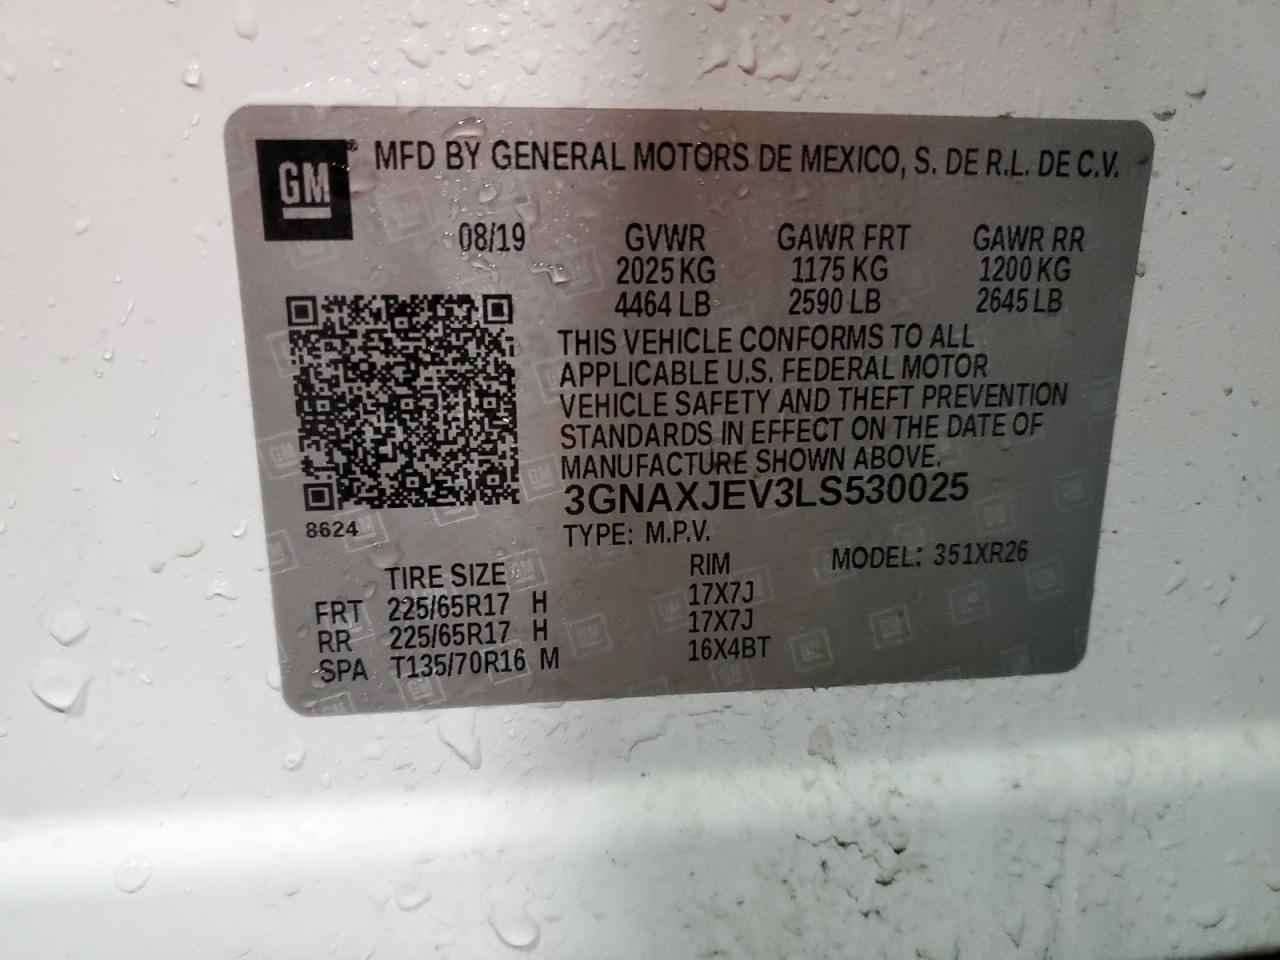 GM® MFD BY GENERAL MOTORS DE MEXICO, S. DE R.L. DE C.V.
08/19 GVWR GAWR FRT GAWR RR
2025 KG 1175 KG 1200 KG
4464 LB 2590 LB 2645 LB
THIS VEHICLE CONFORMS TO ALL
APPLICABLE U.S. FEDERAL MOTOR
VEHICLE SAFETY AND THEFT PREVENTION
STANDARDS IN EFFECT ON THE DATE OF
MANUFACTURE SHOWN ABOVE.
3GNAXJEV3LS530025
8624
TYPE: M.P.V.
MODEL: 351XR26
TIRE SIZE RIM
FRT 225/65R17 H 17X7J
RR 225/65R17 H 17X7J
SPA T135/70R16 M 16X4BT